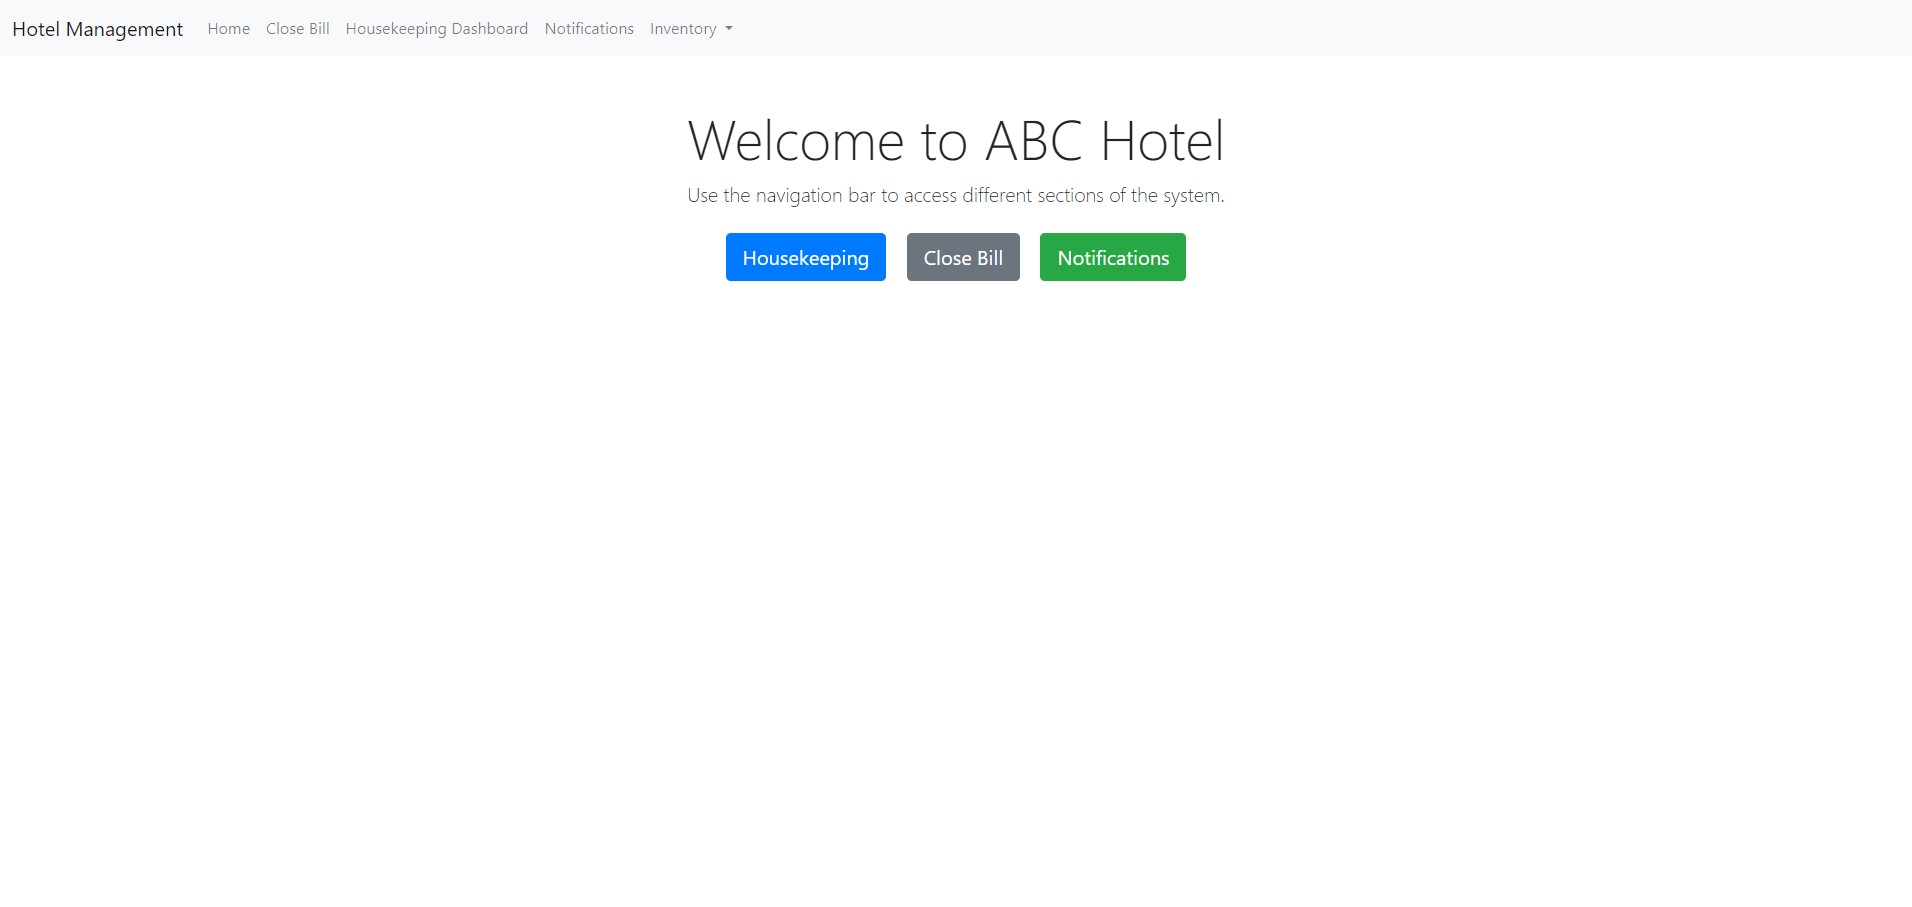 Hotel Management Home Close Bill Housekeeping Dashboard Notifications Inventory
Welcome to ABC Hotel
Use the navigation bar to access different sections of the system.
Housekeeping Close Bill Notifications